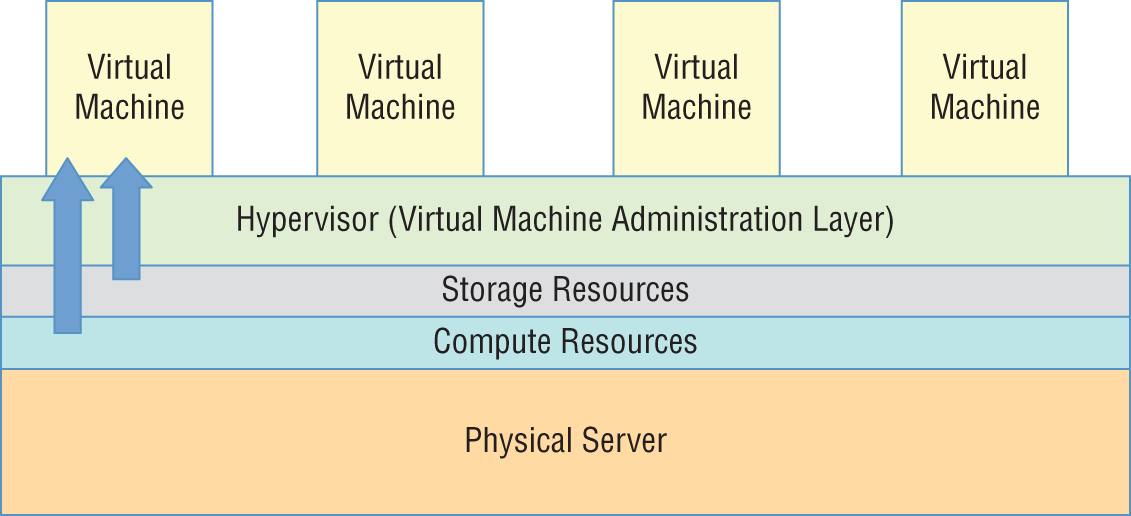 Virtual
Machine
Virtual
Machine
Virtual
Machine
Virtual
Machine
Hypervisor (Virtual Machine Administration Layer)
Storage Resources
Compute Resources
Physical Server